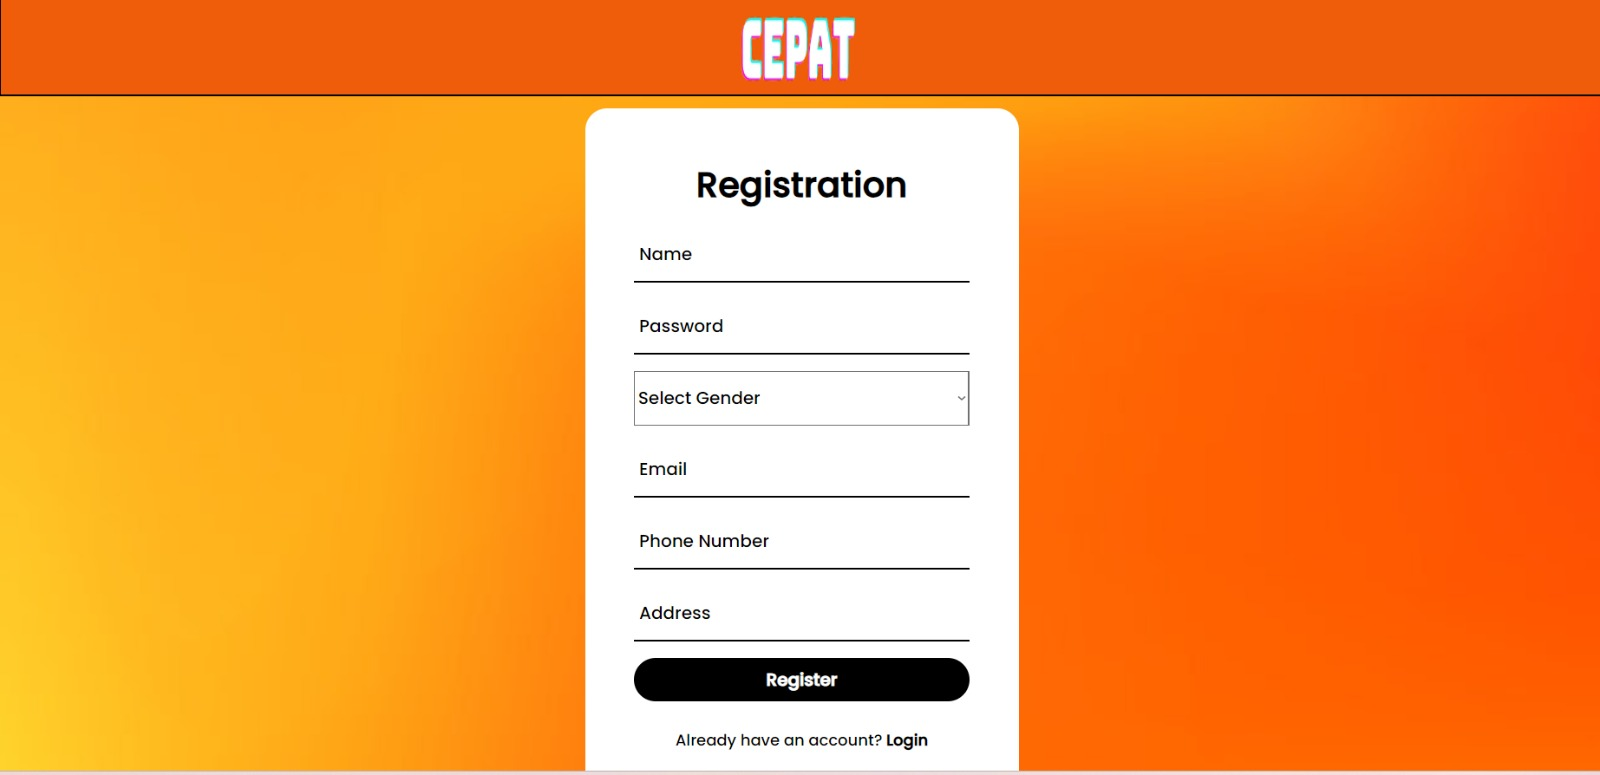 CEPAT
Registration
Name
Password
Select Gender
Email
Phone Number
Address
Register
Already have an account? Login